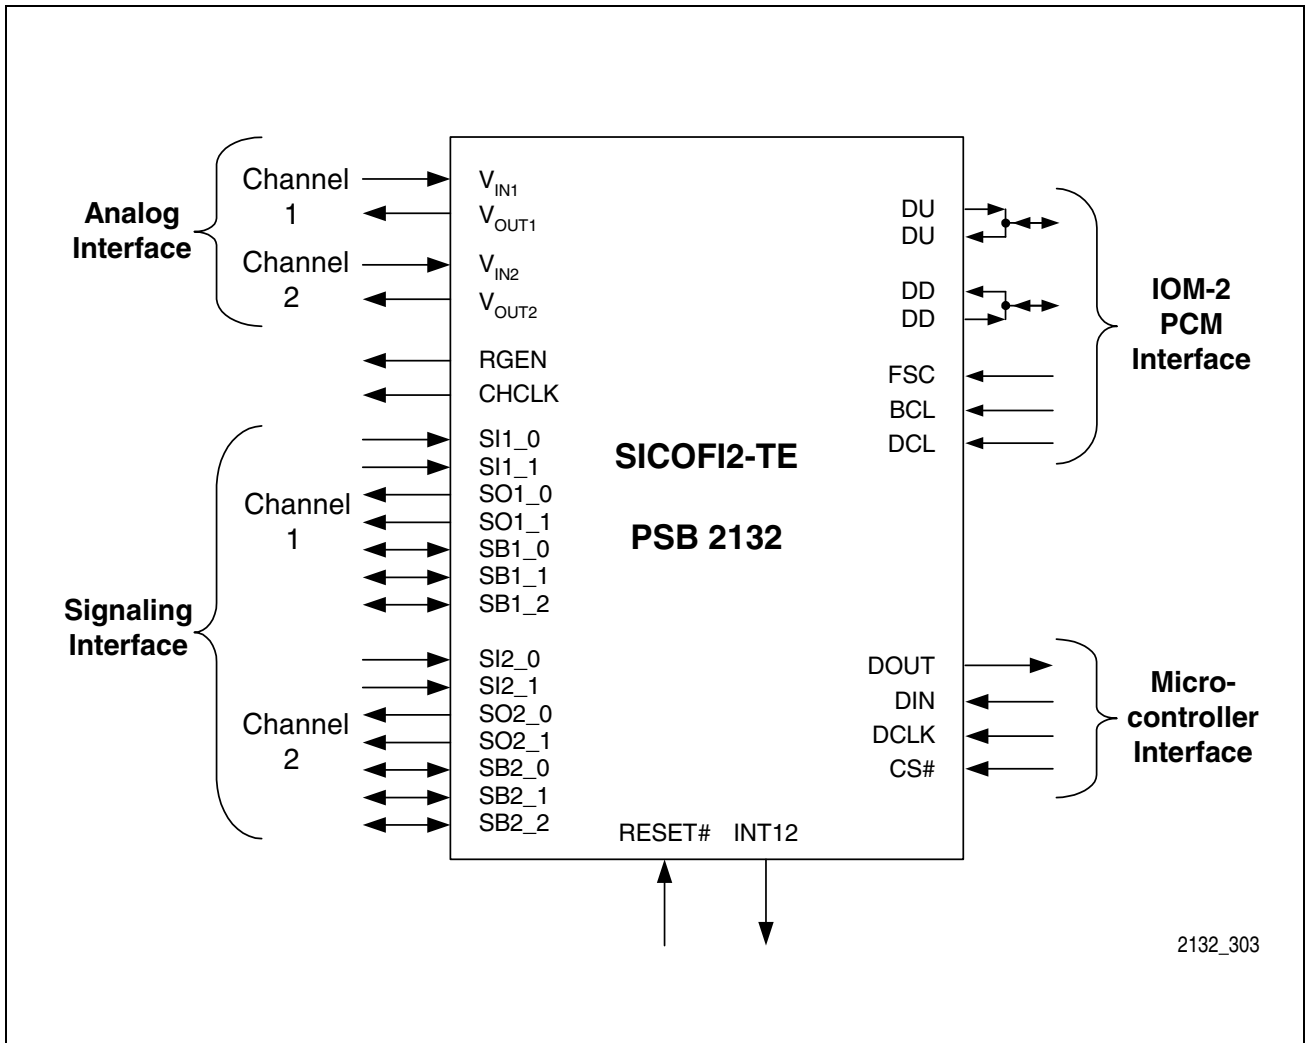 Analog
Interface
Channel
1
Channel
2
V_IN1
V_OUT1
V_IN2
V_OUT2
RGEN
CHCLK
Signaling
Interface
Channel
1
SI1_0
SI1_1
SO1_0
SO1_1
SB1_0
SB1_1
SB1_2
Channel
2
SI2_0
SI2_1
SO2_0
SO2_1
SB2_0
SB2_1
SB2_2
SICOFI2-TE
PSB 2132
RESET# INT12
DU
DU
DD
DD
FSC
BCL
DCL
IOM-2
PCM
Interface
DOUT
DIN
DCLK
CS#
Micro-
controller
Interface
2132_303